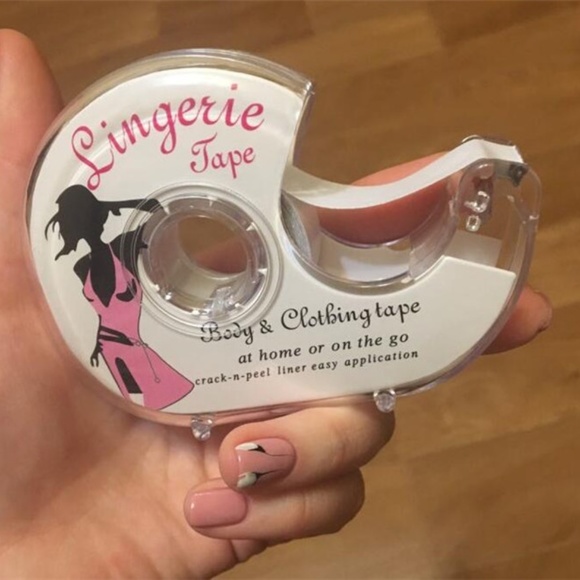 Lingerie
Tape
Body & Clothing tape
at home or on the go
crack-n-peel liner easy application